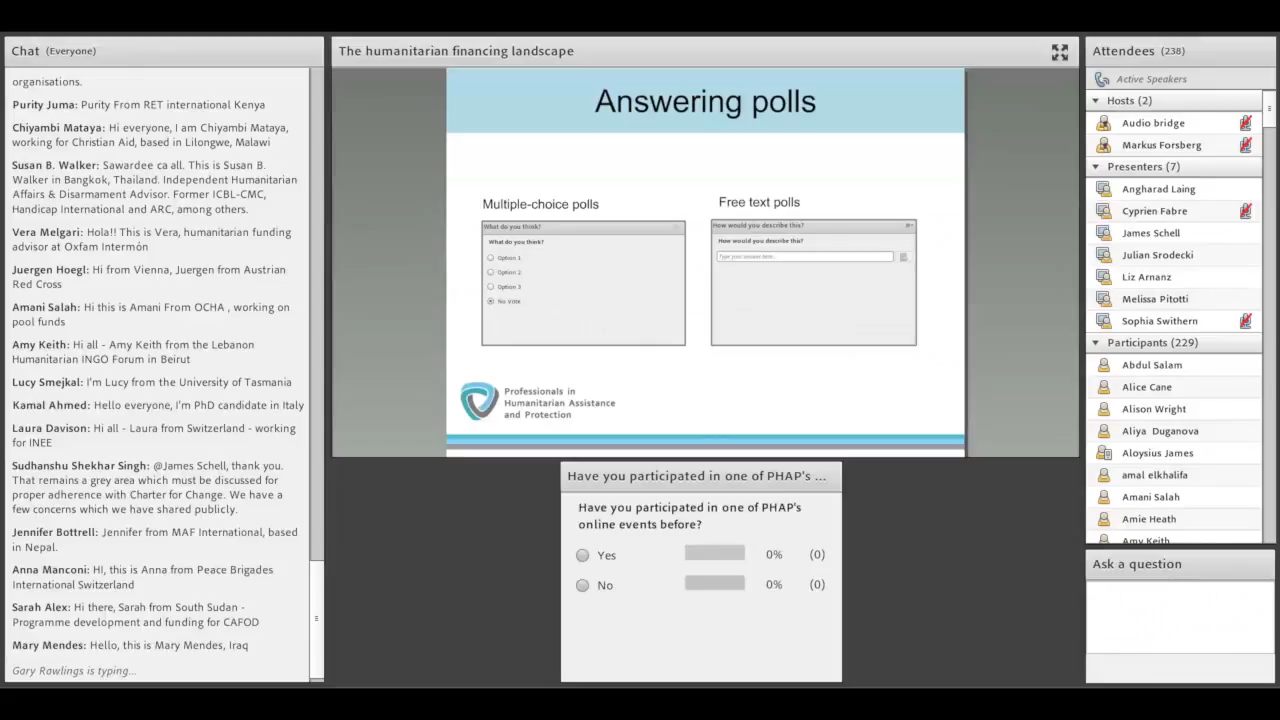 Chat (Everyone)
organisations.
Purity Juma: Purity From RET international Kenya
Chiyambi Mataya: Hi everyone, I am Chiyambi Mataya,
working for Christian Aid, based in Lilongwe, Malawi
Susan B. Walker: Sawardee ca all. This is Susan B.
Walker in Bangkok, Thailand. Independent Humanitarian
Affairs & Disarmament Advisor. Former ICBL-CMC,
Handicap International and ARC, among others.
Vera Melgari: Hola!! This is Vera, humanitarian funding
advisor at Oxfam Intermón
Juergen Hoegl: Hi from Vienna, Juergen from Austrian
Red Cross
Amani Salah: Hi this is Amani From OCHA , working on
pool funds
Amy Keith: Hi all - Amy Keith from the Lebanon
Humanitarian INGO Forum in Beirut
Lucy Smejkal: I'm Lucy from the University of Tasmania
Kamal Ahmed: Hello everyone, I'm PhD candidate in Italy
Laura Davison: Hi all - Laura from Switzerland - working
for INEE
Sudhanshu Shekhar Singh: @James Schell, thank you.
That remains a grey area which must be discussed for
proper adherence with Charter for Change. We have a
few concerns which we have shared publicly.
Jennifer Bottrell: Jennifer from MAF International, based
in Nepal.
Anna Manconi: HI, this is Anna from Peace Brigades
International Switzerland
Sarah Alex: Hi there, Sarah from South Sudan -
Programme development and funding for CAFOD
Mary Mendes: Hello, this is Mary Mendes, Iraq
Gary Rawlings is typing...
The humanitarian financing landscape
Answering polls
Multiple-choice polls
What do you think?
What do you think?
Option 1
Option 2
Option 3
No Vote
Free text polls
How would you describe this?
How would you describe this?
Type your answer here...
Professionals in
Humanitarian Assistance
and Protection
Have you participated in one of PHAP's ...
Have you participated in one of PHAP's
online events before?
Yes 0% (0)
No 0% (0)
Attendees (238)
Active Speakers
Hosts (2)
Audio bridge
Markus Forsberg
Presenters (7)
Angharad Laing
Cyprien Fabre
James Schell
Julian Srodecki
Liz Arnanz
Melissa Pitotti
Sophia Swithern
Participants (229)
Abdul Salam
Alice Cane
Alison Wright
Aliya Duganova
Aloysius James
amal elkhalifa
Amani Salah
Amie Heath
Amy Keith
Ask a question